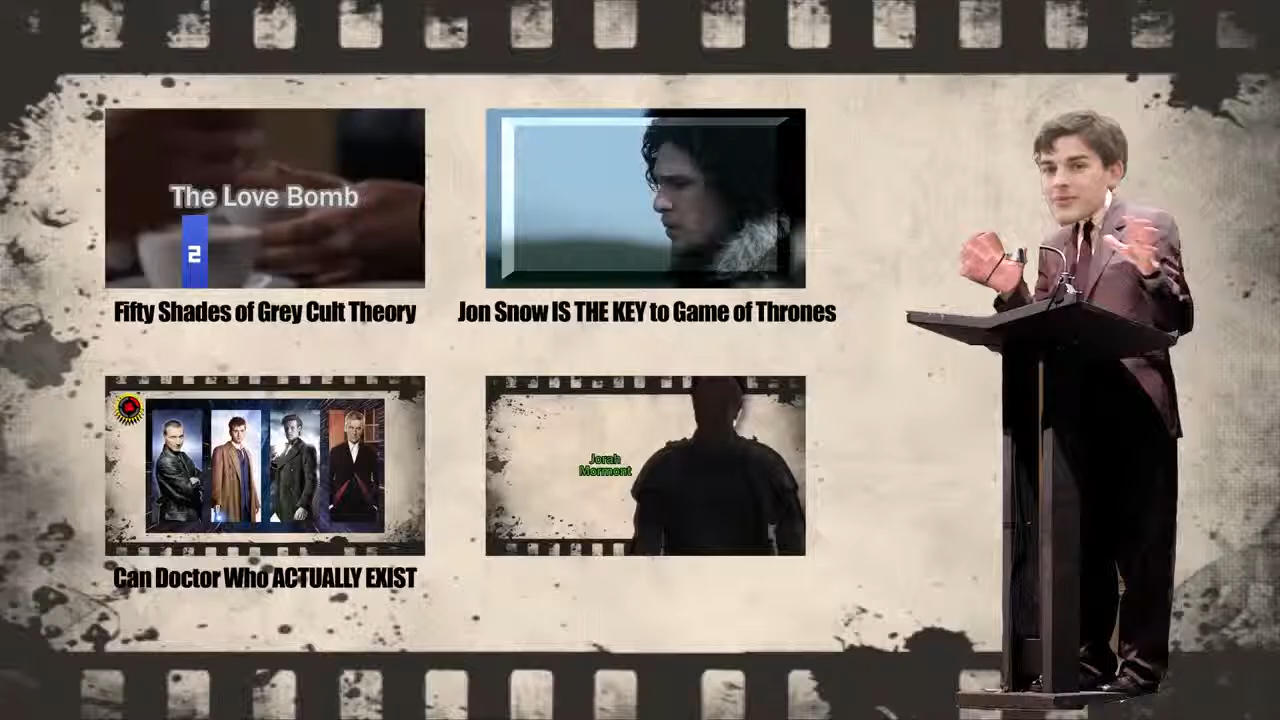 The Love Bomb
2
Fifty Shades of Grey Cult Theory
Jon Snow IS THE KEY to Game of Thrones
Can Doctor Who ACTUALLY EXIST
Jorah
Mormont